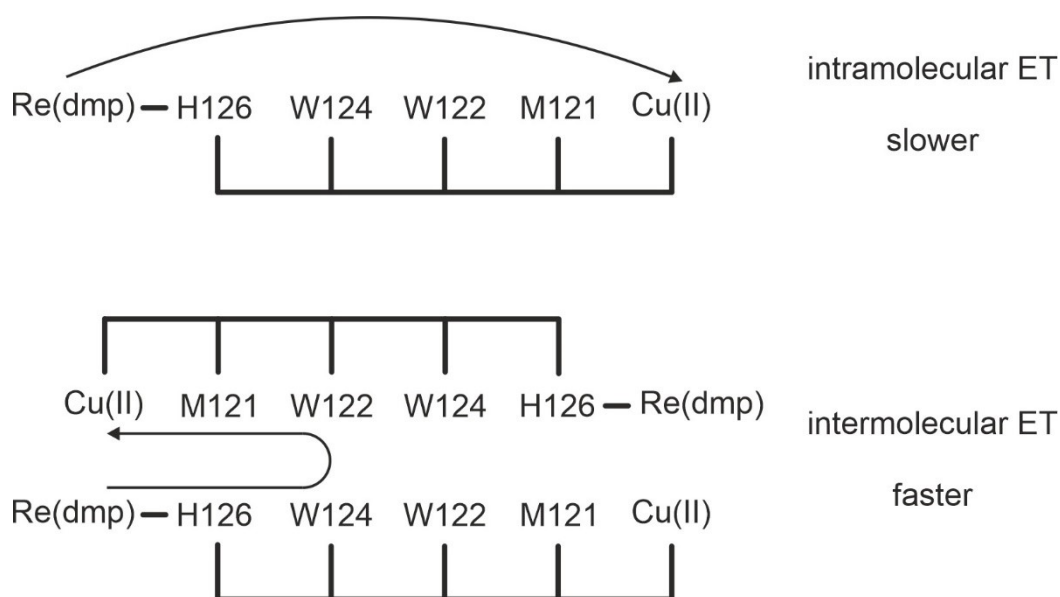 Re(dmp) H126 W124 W122 M121 Cu(II)
intramolecular ET
slower
Cu(II) M121 W122 W124 H126 Re(dmp)
intermolecular ET
faster
Re(dmp) H126 W124 W122 M121 Cu(II)